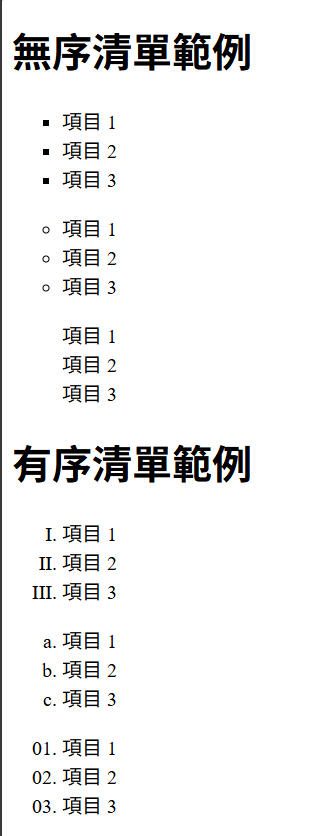 無序清單範例
▪ 項目 1
▪ 項目 2
▪ 項目 3
◦ 項目 1
◦ 項目 2
◦ 項目 3
項目 1
項目 2
項目 3
有序清單範例
I. 項目 1
II. 項目 2
III. 項目 3
a. 項目 1
b. 項目 2
c. 項目 3
01. 項目 1
02. 項目 2
03. 項目 3